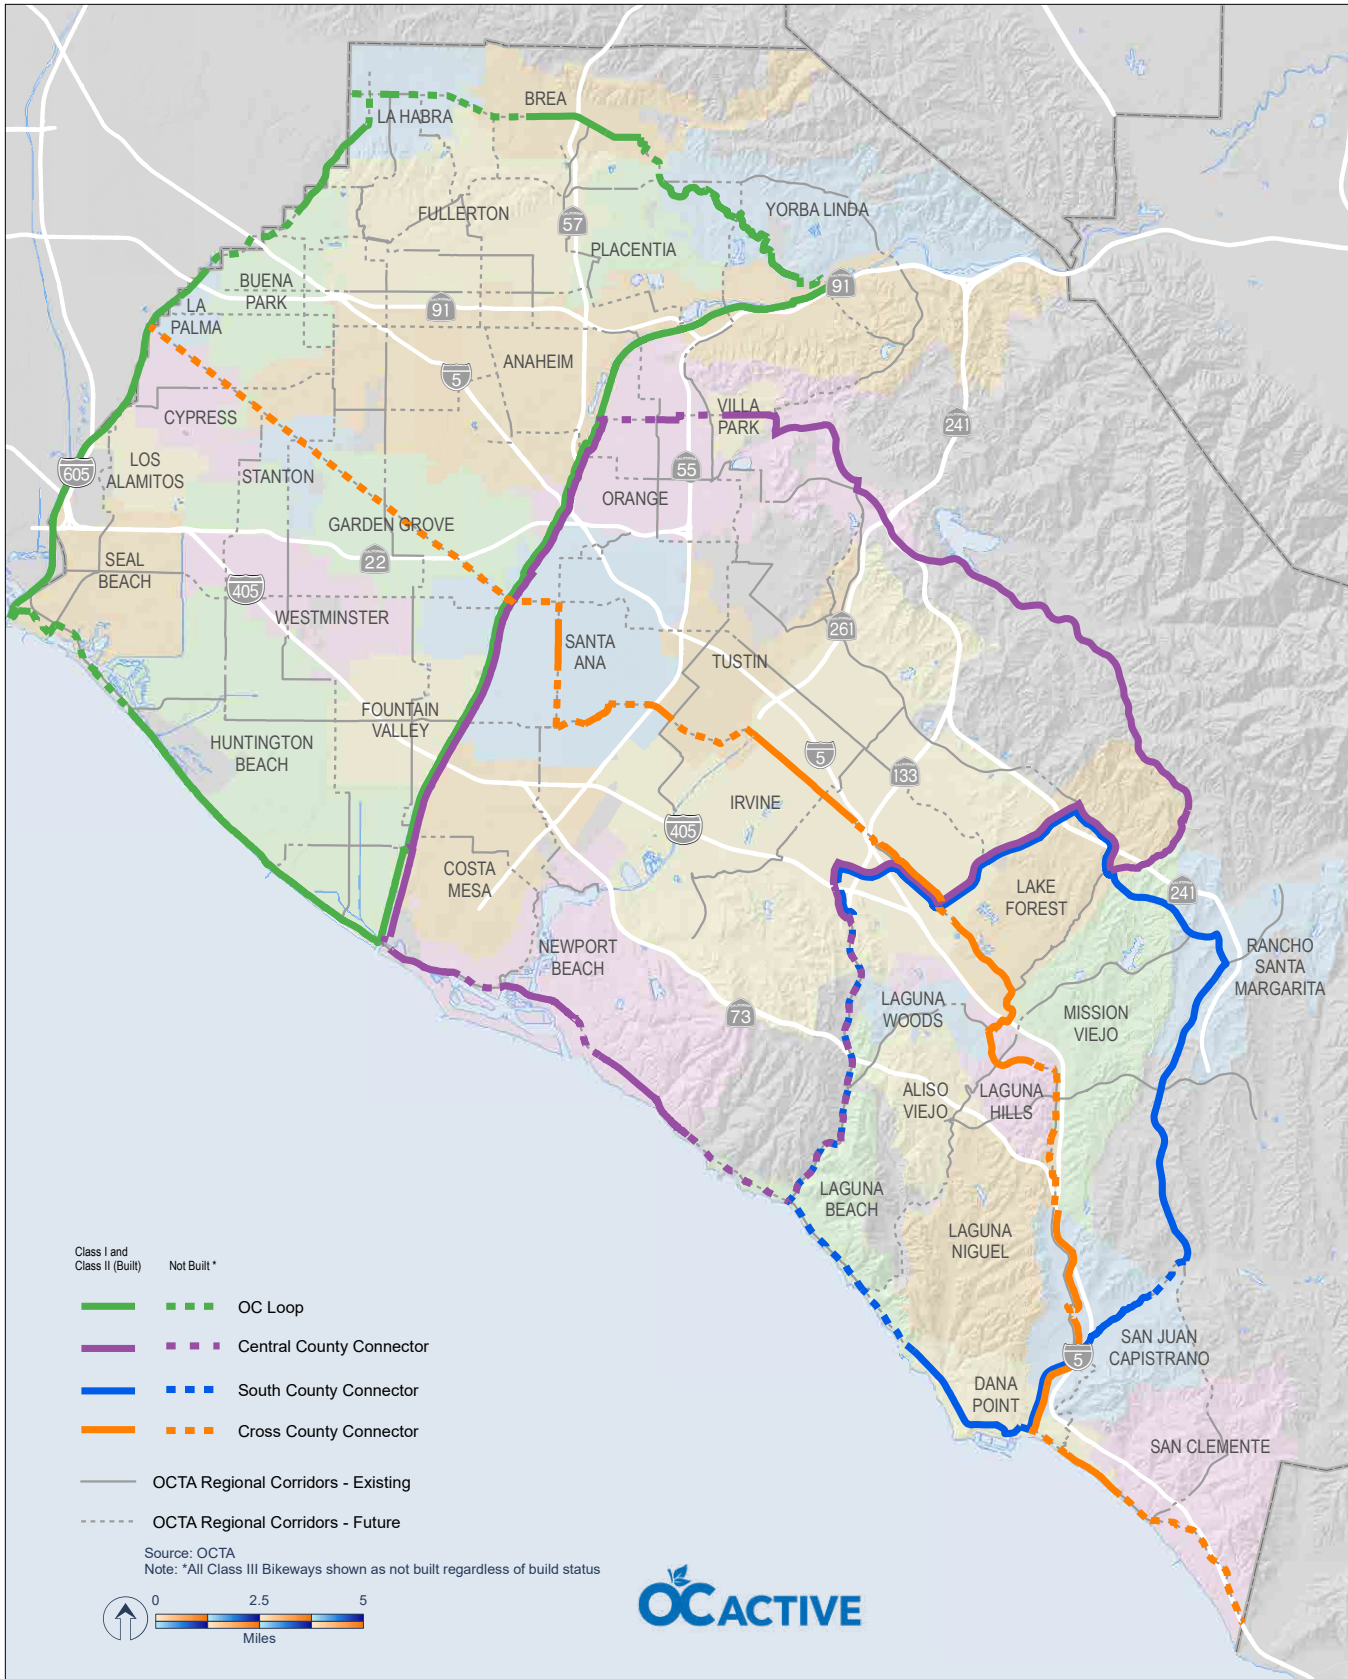 BREA
LA HABRA
YORBA LINDA
FULLERTON
57
PLACENTIA
BUENA
PARK
91
LA
PALMA
91
ANAHEIM
5
CYPRESS
VILLA
PARK
241
LOS
ALAMITOS
605
STANTON
55
ORANGE
GARDEN GROVE
22
SEAL
BEACH
405
WESTMINSTER
261
SANTA
ANA
TUSTIN
FOUNTAIN
VALLEY
HUNTINGTON
BEACH
5
133
IRVINE
405
COSTA
MESA
LAKE
FOREST
241
NEWPORT
BEACH
RANCHO
SANTA
MARGARITA
LAGUNA
WOODS
MISSION
VIEJO
73
ALISO
VIEJO
LAGUNA
HILLS
LAGUNA
BEACH
LAGUNA
NIGUEL
SAN JUAN
CAPISTRANO
5
DANA
POINT
SAN CLEMENTE
Class I and
Class II (Built)
Not Built *
OC Loop
Central County Connector
South County Connector
Cross County Connector
OCTA Regional Corridors - Existing
OCTA Regional Corridors - Future
Source: OCTA
Note: *All Class III Bikeways shown as not built regardless of build status
0 2.5 5
Miles
OC ACTIVE